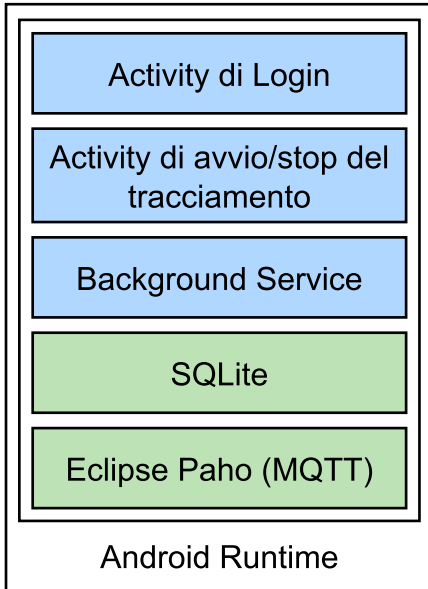 Activity di Login
Activity di avvio/stop del
tracciamento
Background Service
SQLite
Eclipse Paho (MQTT)
Android Runtime